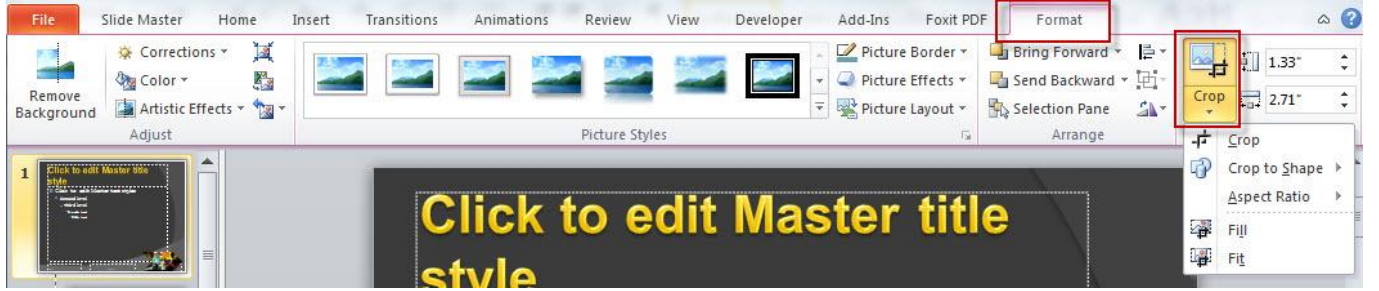 File Slide Master Home Insert Transitions Animations Review View Developer Add-Ins Foxit PDF Format
Corrections Picture Border Bring Forward 1.33"
Color Picture Effects Send Backward 2.71"
Remove
Background
Artistic Effects Picture Layout Selection Pane Crop
Adjust Picture Styles Arrange
Crop
Crop to Shape
Aspect Ratio
Fill
Fit
1
Click to edit Master title
style
Click to edit Master title
style